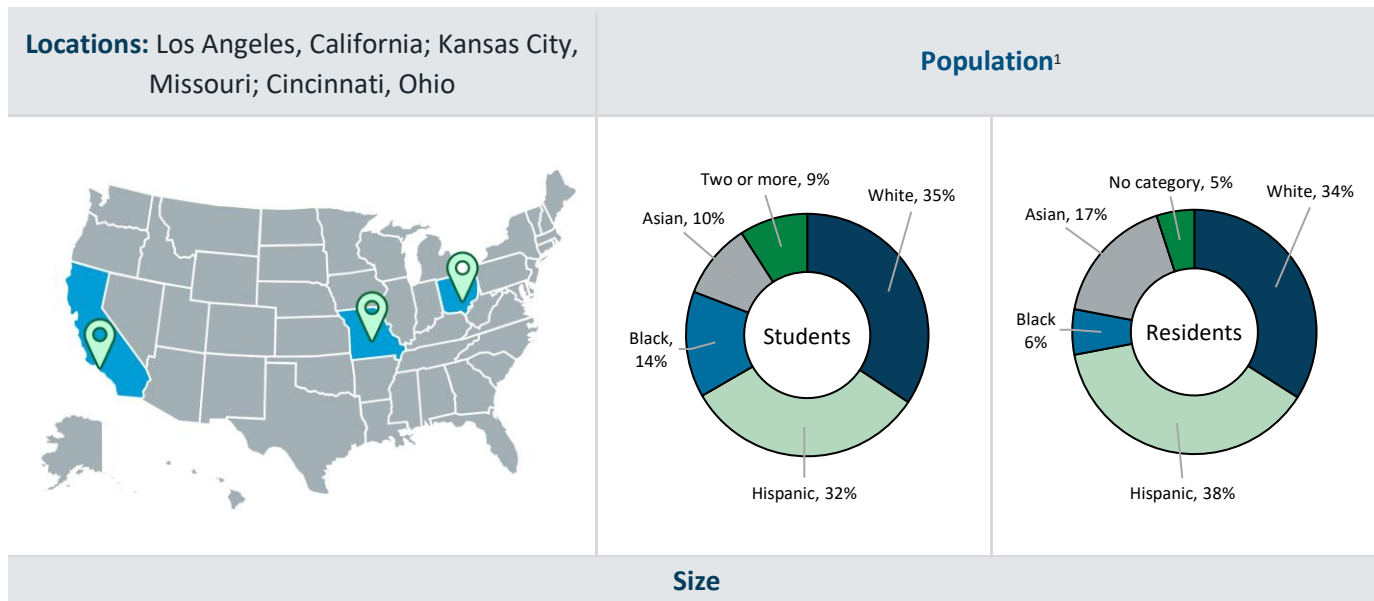 Locations: Los Angeles, California; Kansas City,
Missouri; Cincinnati, Ohio
Population1
Two or more, 9%
White, 35%
Asian, 10%
Black,
14%
Students
Hispanic, 32%
No category, 5%
White, 34%
Asian, 17%
Black
6%
Residents
Hispanic, 38%
Size